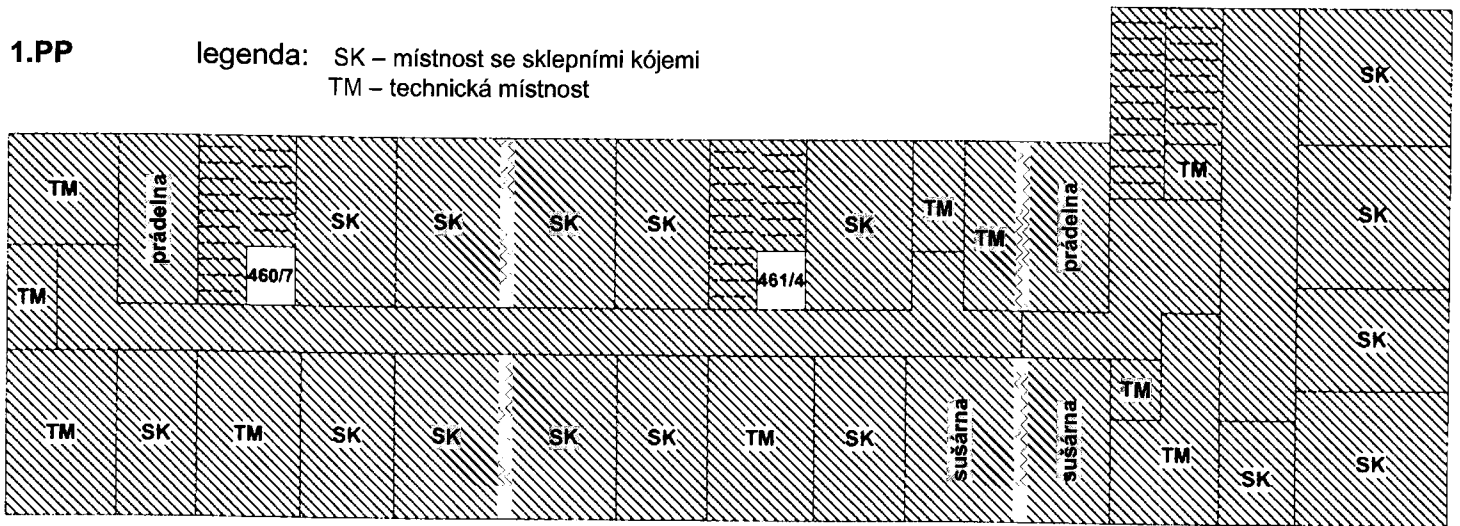 1.PP
legenda: SK – místnost se sklepními kójemi
TM – technická místnost
SK
TM
TM
prádelna
SK
SK
SK
SK
SK
TM
TM
prádelna
SK
460/7
461/4
TM
SK
TM
TM
SK
TM
SK
SK
SK
SK
TM
SK
sušárna
sušárna
TM
SK
SK